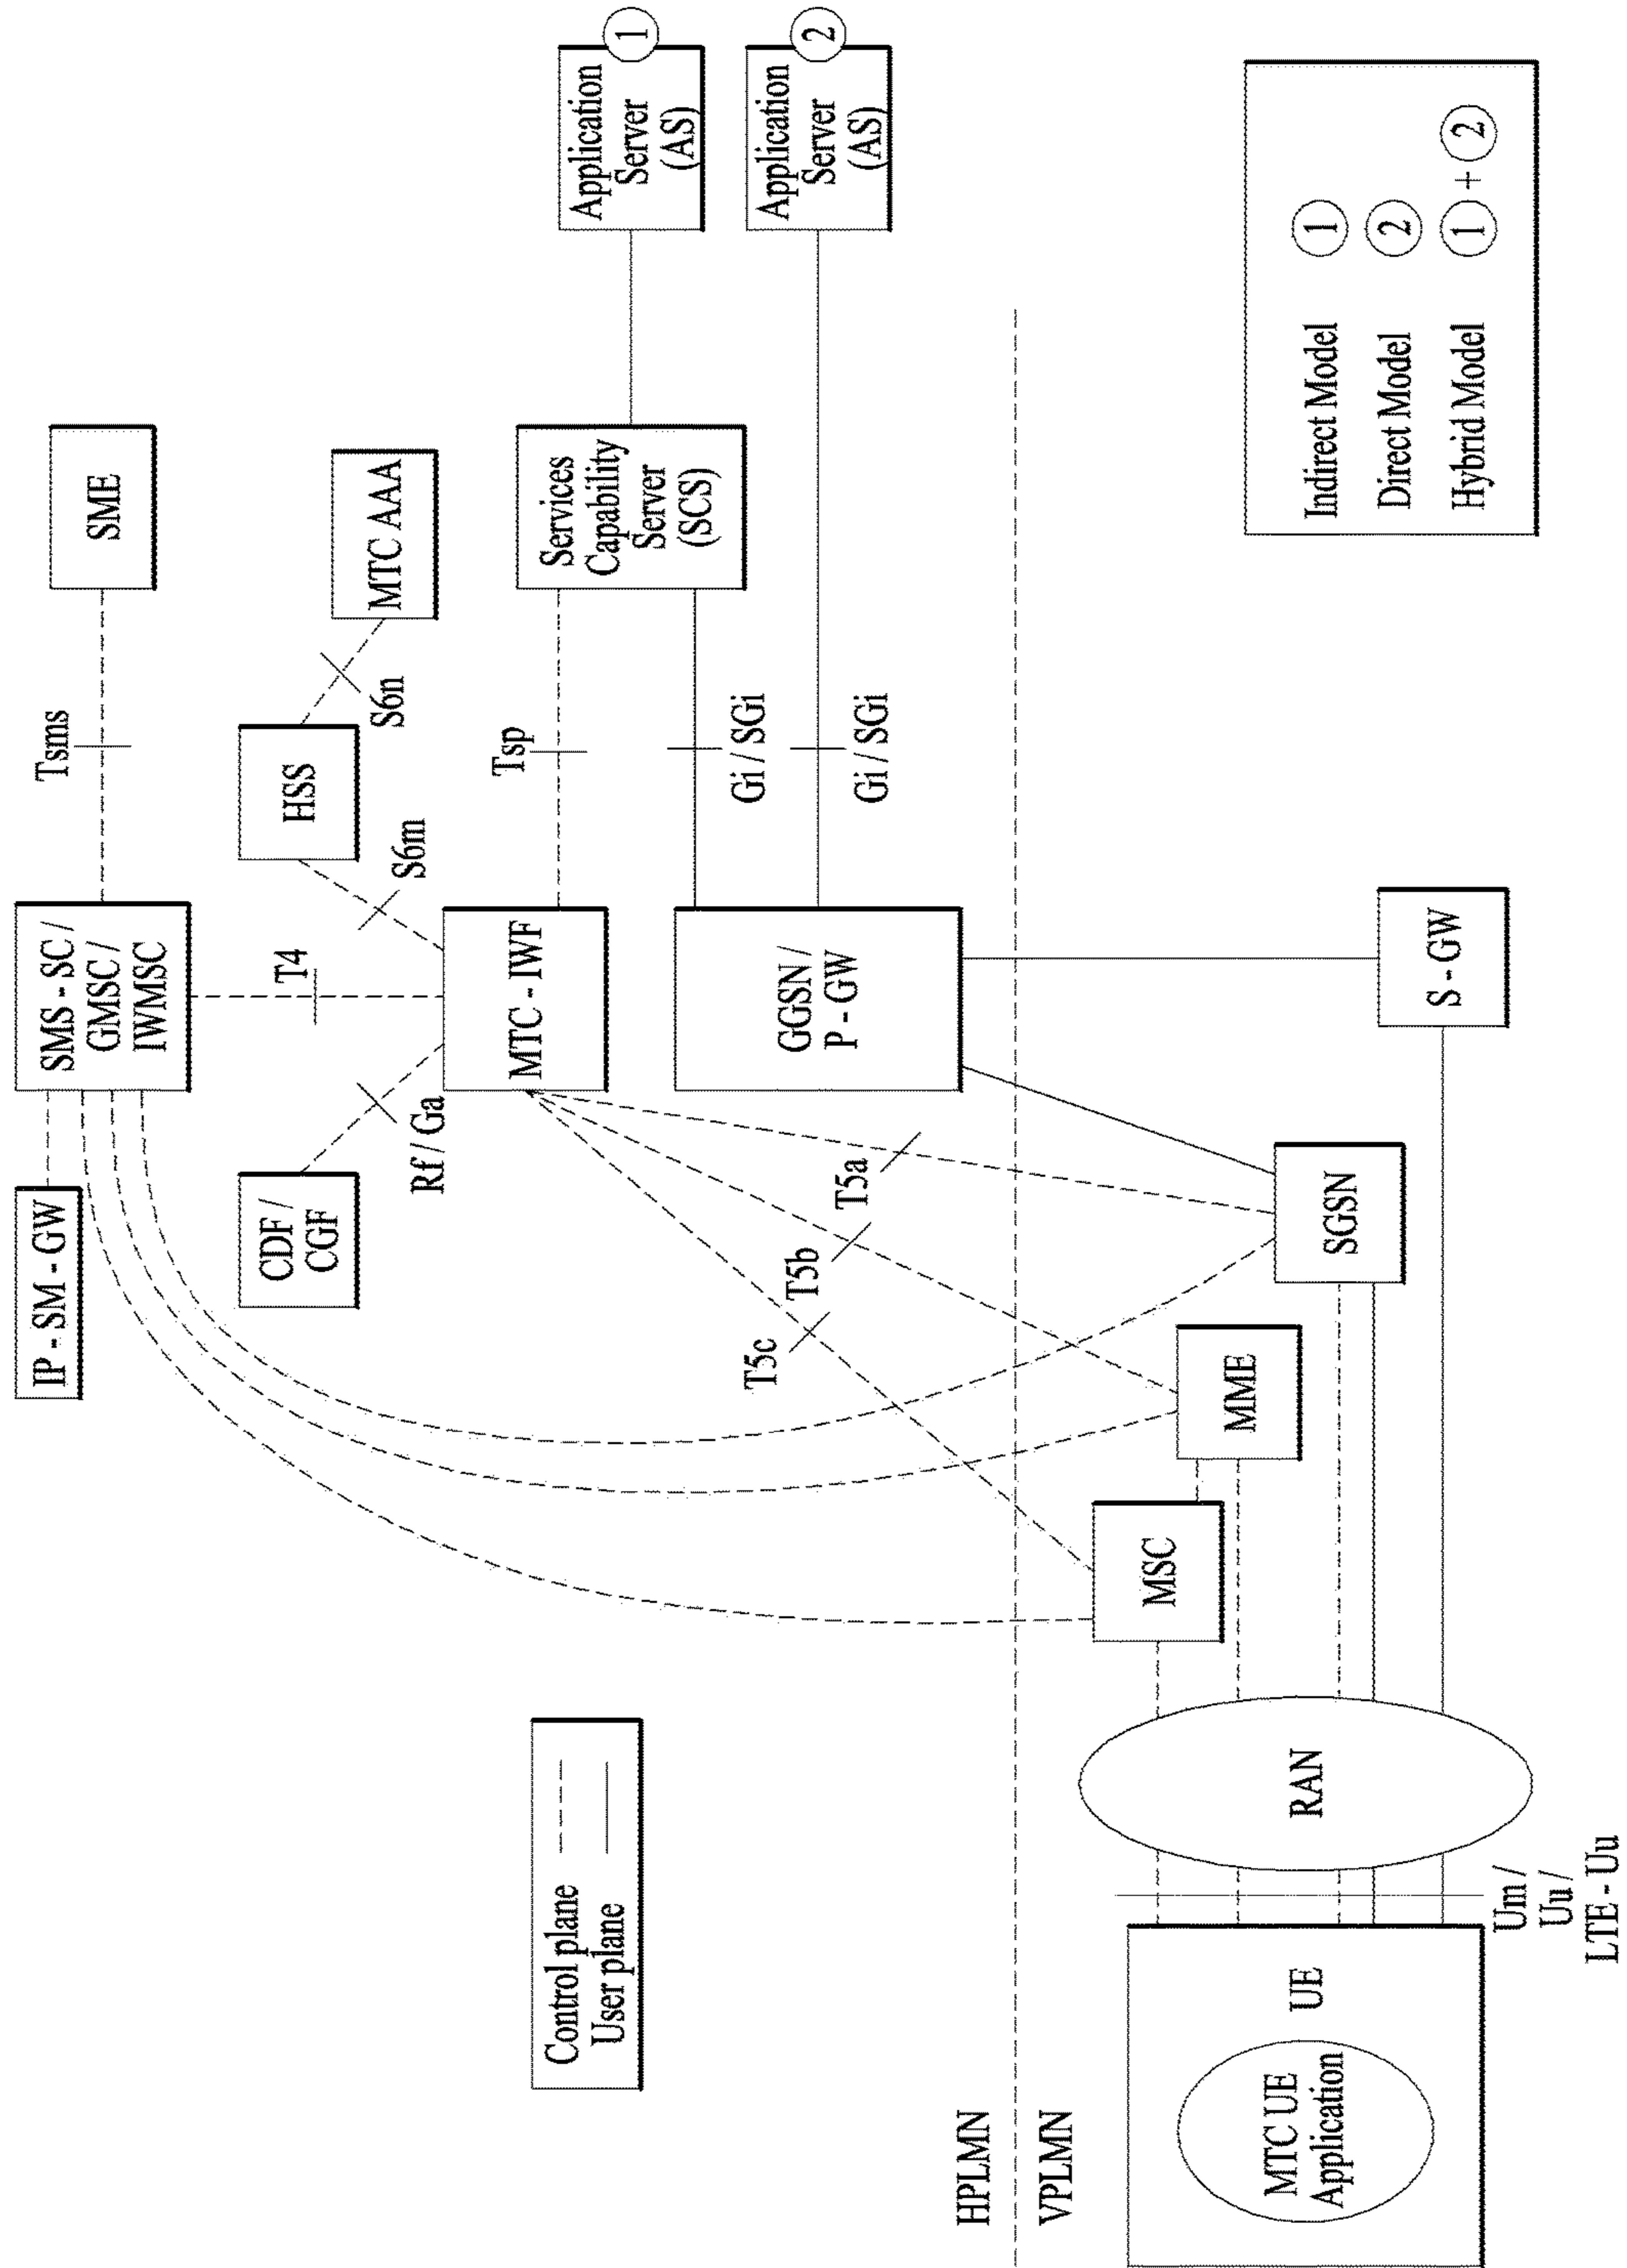 IP - SM - GW
SMS - SC /
GMSC /
IWMSC
Tsms
SME
CDF /
CGF
Rf / Ga
T4
HSS
S6m
S6n
MTC AAA
Control plane
User plane
MTC - IWF
Tsp
Services
Capability
Server
(SCS)
Application
Server
(AS)
1
GGSN /
P - GW
Gi / SGi
Gi / SGi
Application
Server
(AS)
2
T5c
T5b
T5a
HPLMN
VPLMN
MTC UE
Application
UE
Um /
Uu /
LTE - Uu
RAN
MSC
MME
SGSN
S - GW
Indirect Model 1
Direct Model 2
Hybrid Model 1 + 2